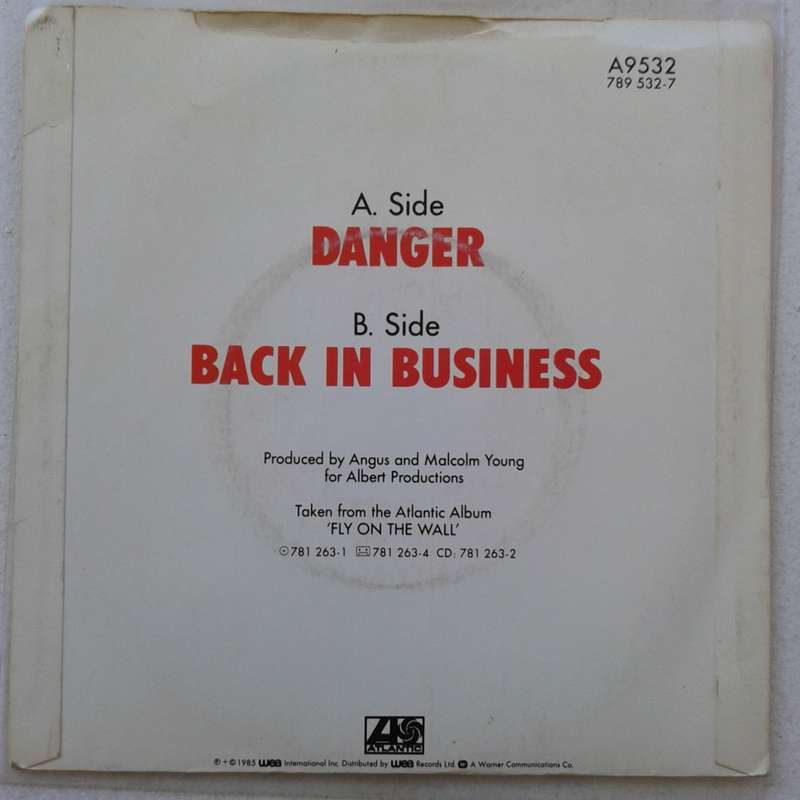 A9532
789 532-7
A. Side
DANGER
B. Side
BACK IN BUSINESS
Produced by Angus and Malcolm Young
for Albert Productions
Taken from the Atlantic Album
'FLY ON THE WALL'
781 263-1 781 263-4 CD: 781 263-2
ATLANTIC
℗+© 1985 wea International Inc. Distributed by wea Records Ltd. A Warner Communications Co.